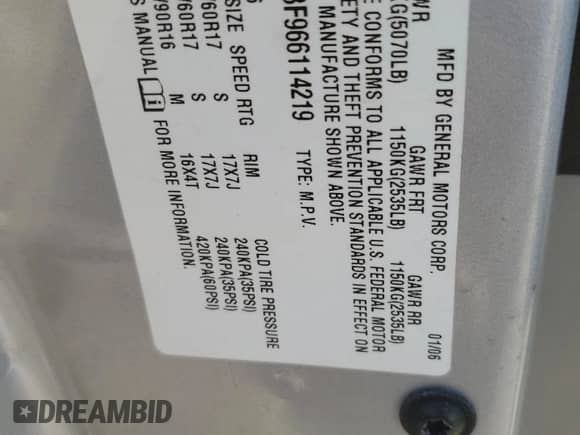 MFD BY GENERAL MOTORS CORP. 01/06
WR GAWR FRT GAWR RR
KG(5070LB) 1150KG(2535LB) 1150KG(2535LB)
E CONFORMS TO ALL APPLICABLE U.S. FEDERAL MOTOR
ETY AND THEFT PREVENTION STANDARDS IN EFFECT ON
MANUFACTURE SHOWN ABOVE.
3F966114219 TYPE: M.P.V.
SIZE SPEED RTG RIM COLD TIRE PRESSURE
/60R17 S 17X7J 240KPA(35PSI)
/60R17 S 17X7J 240KPA(35PSI)
/90R16 M 16X4T 420KPA(60PSI)
S MANUAL FOR MORE INFORMATION.
DREAMBID